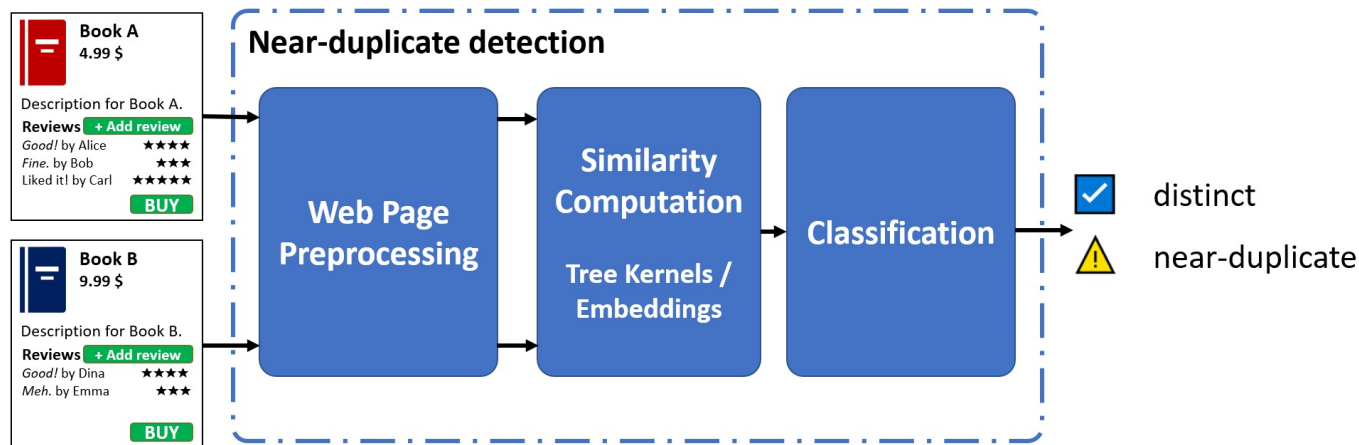 Book A
4.99 $
Description for Book A.
Reviews + Add review
Good! by Alice ★★★★
Fine. by Bob ★★★
Liked it! by Carl ★★★★★
BUY
Book B
9.99 $
Description for Book B.
Reviews + Add review
Good! by Dina ★★★★
Meh. by Emma ★★★
BUY
Near-duplicate detection
Web Page
Preprocessing
Similarity
Computation
Tree Kernels /
Embeddings
Classification
distinct
near-duplicate